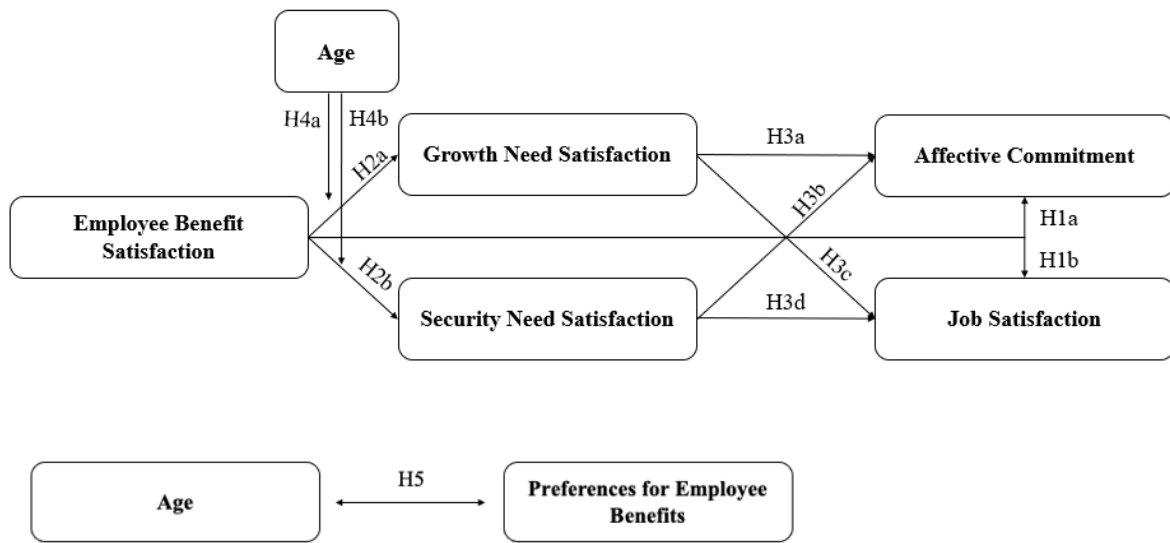 Age
H4a
H4b
H2a
Growth Need Satisfaction
H3a
Affective Commitment
H3b
Employee Benefit
Satisfaction
H1a
H1b
H2b
H3c
Security Need Satisfaction
H3d
Job Satisfaction
Age
H5
Preferences for Employee
Benefits